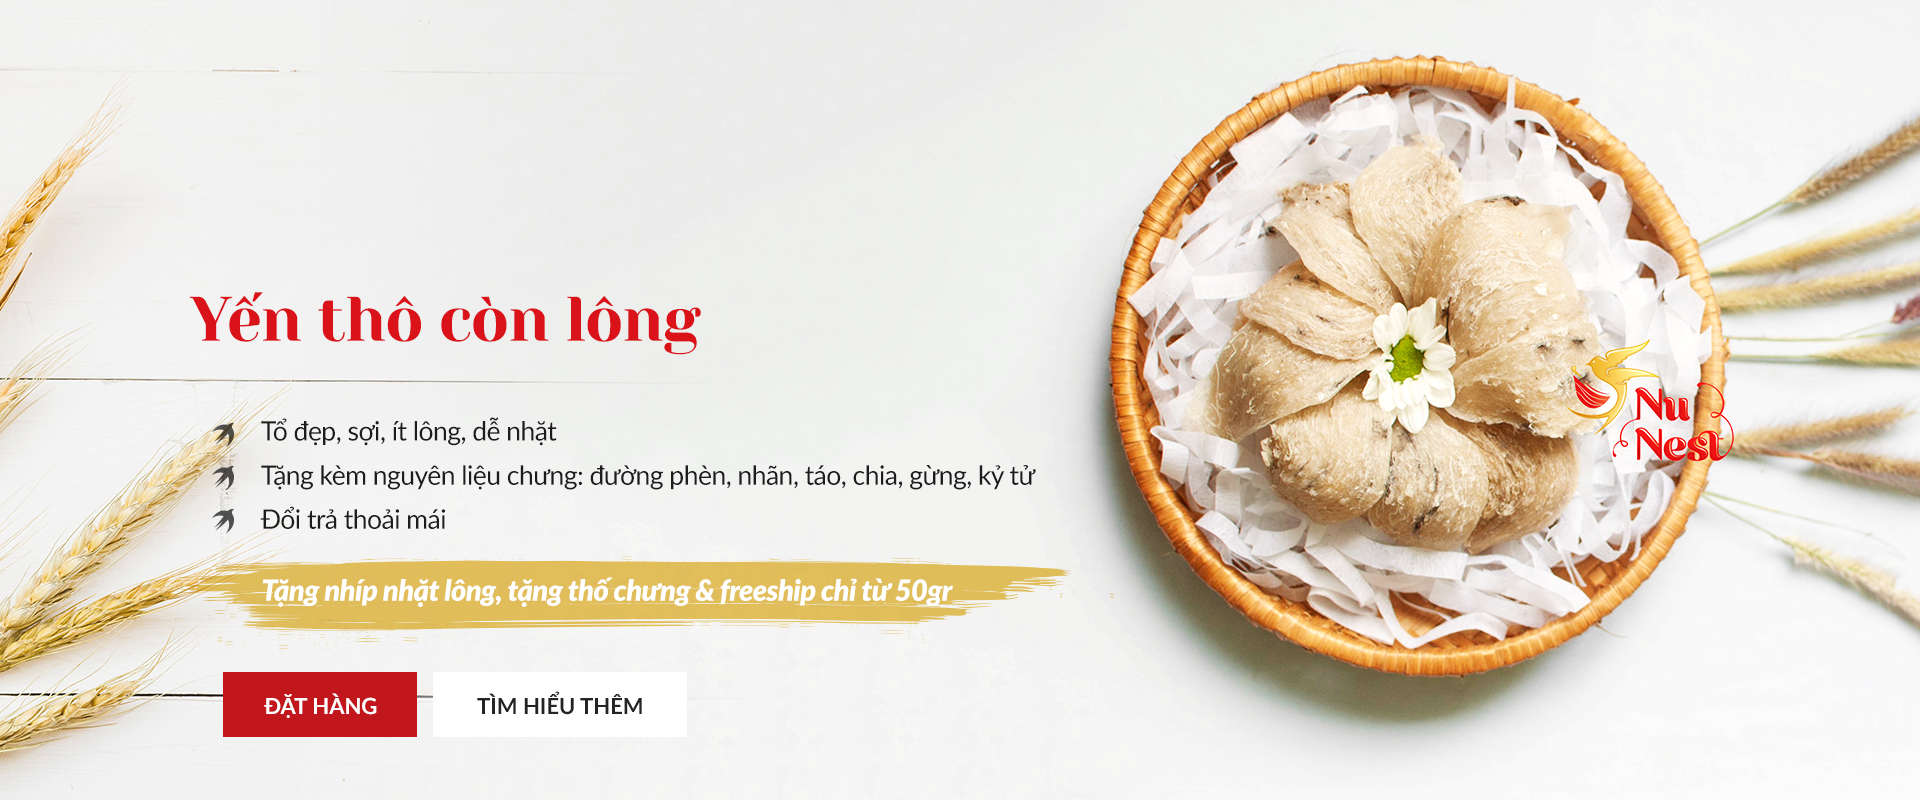 Yến thô còn lông
Tổ đẹp, sợi, ít lông, dễ nhặt
Tặng kèm nguyên liệu chưng: đường phèn, nhãn, táo, chia, gừng, kỷ tử
Đổi trả thoải mái
Tặng nhíp nhặt lông, tặng thố chưng & freeship chỉ từ 50gr
ĐẶT HÀNG
TÌM HIỂU THÊM
Nu
Nest